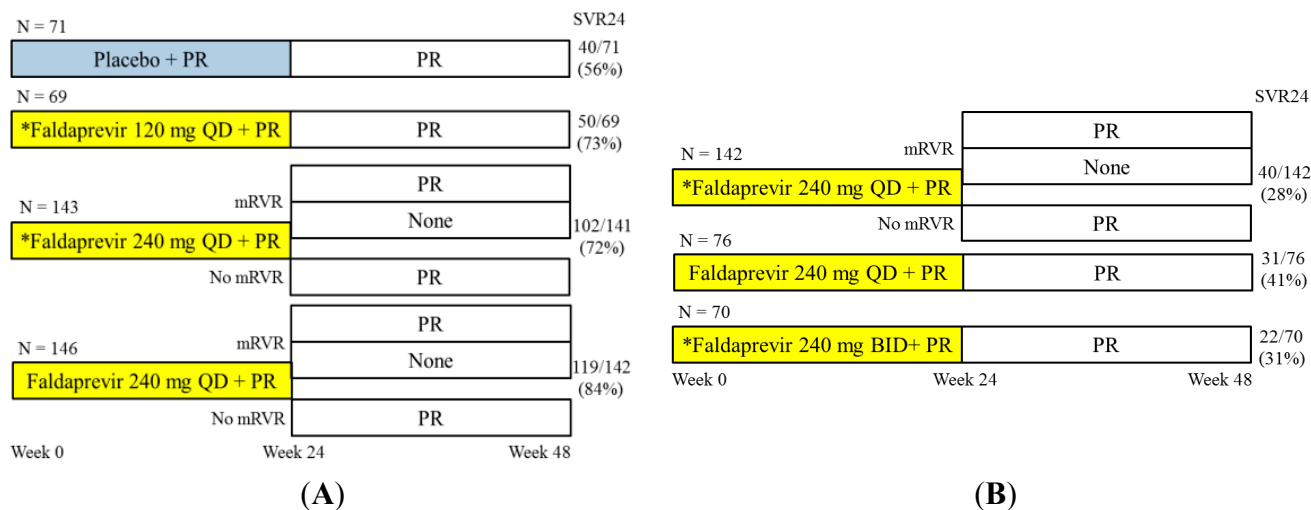 SVR24
N = 71
Placebo + PR
PR
40/71
(56%)
N = 69
*Faldaprevir 120 mg QD + PR
PR
50/69
(73%)
N = 143
mRVR
PR
None
*Faldaprevir 240 mg QD + PR
102/141
(72%)
No mRVR
PR
N = 146
mRVR
PR
None
Faldaprevir 240 mg QD + PR
119/142
(84%)
No mRVR
PR
Week 0
Week 24
Week 48
(A)
SVR24
N = 142
mRVR
PR
None
*Faldaprevir 240 mg QD + PR
40/142
(28%)
No mRVR
PR
N = 76
Faldaprevir 240 mg QD + PR
PR
31/76
(41%)
N = 70
*Faldaprevir 240 mg BID+ PR
PR
22/70
(31%)
Week 0
Week 24
Week 48
(B)